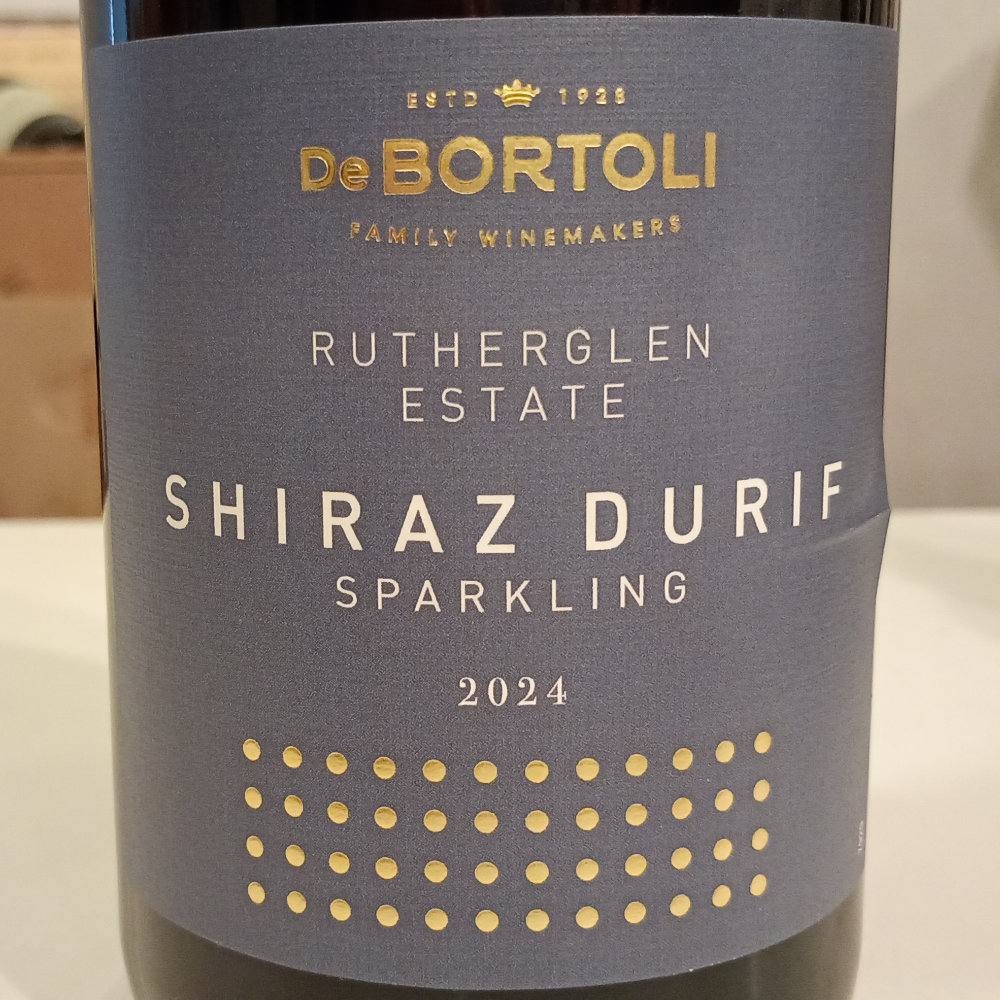 ESTD 1928
De BORTOLI
FAMILY WINEMAKERS
RUTHERGLEN
ESTATE
SHIRAZ DURIF
SPARKLING
2024